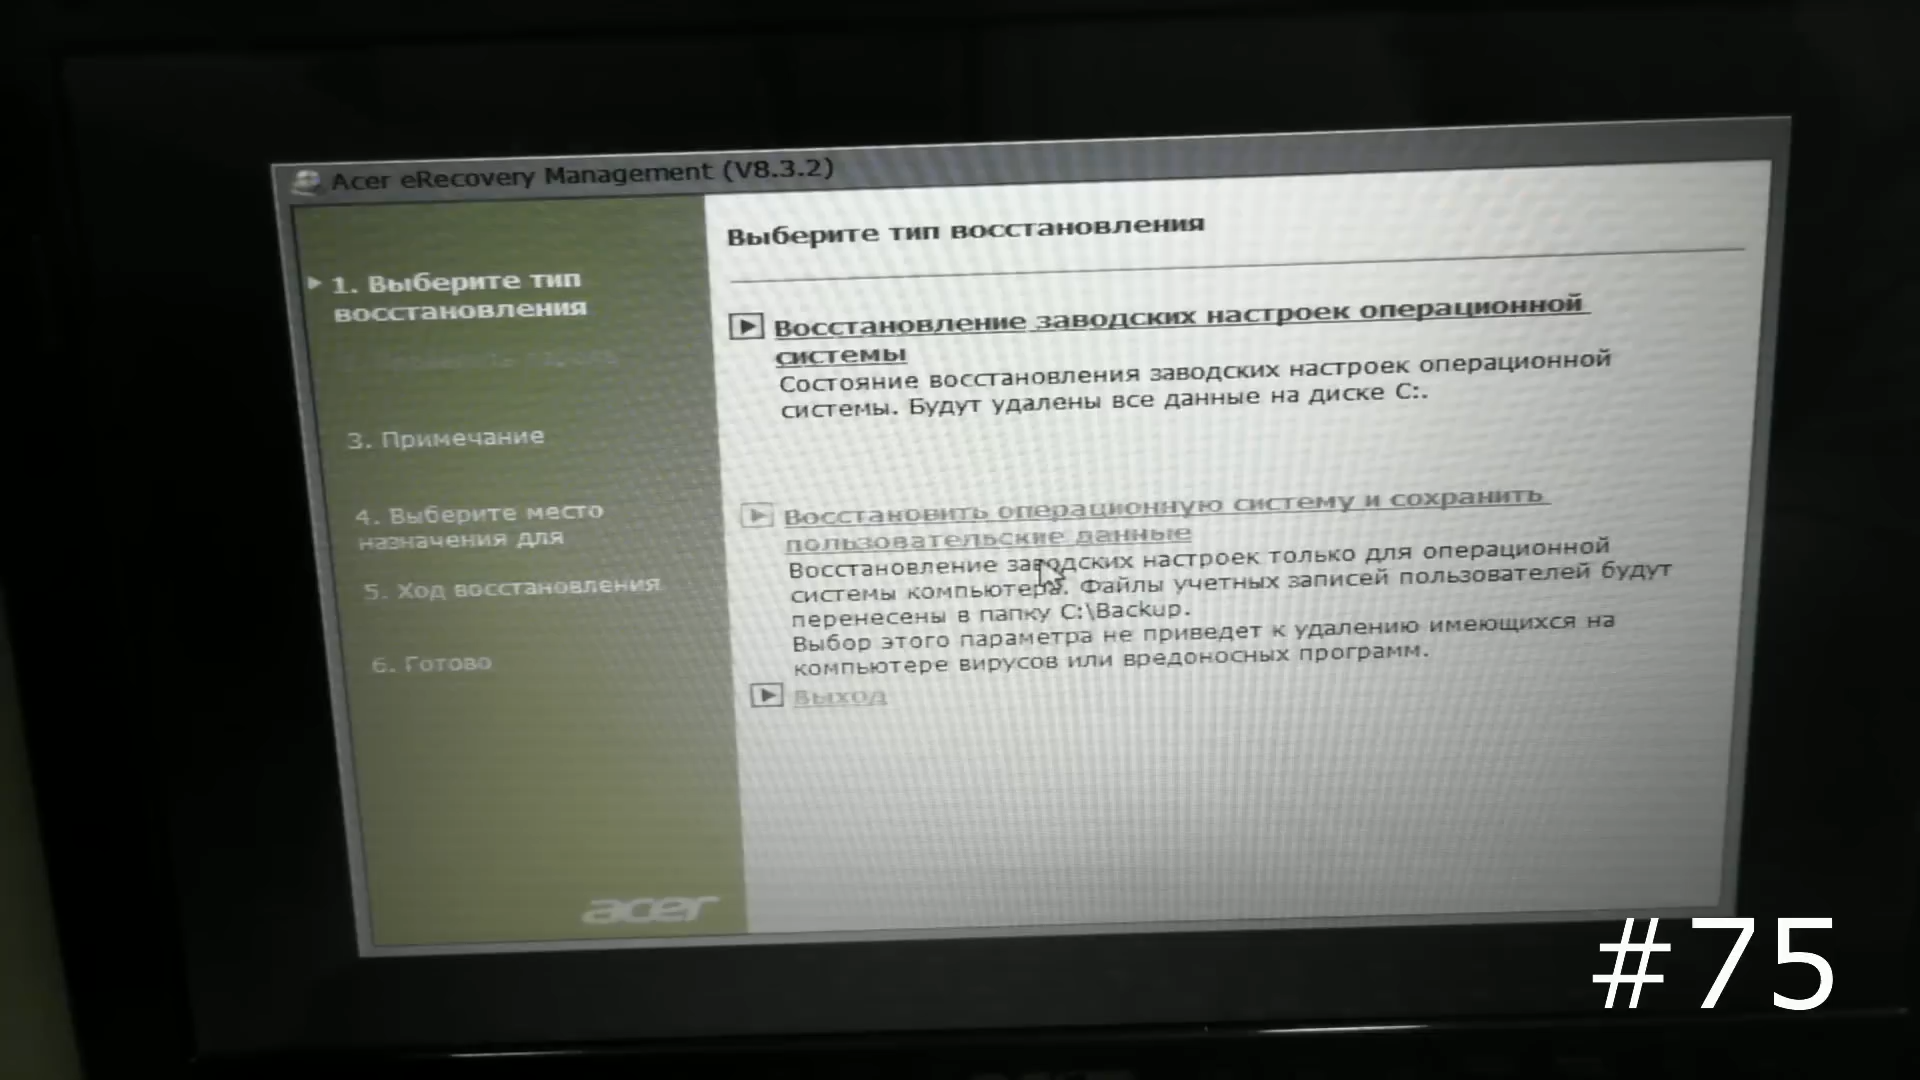 Acer eRecovery Management (V8.3.2)
1. Выберите тип
восстановления
3. Примечание
4. Выберите место
назначения для
5. Ход восстановления
6. Готово
acer
Выберите тип восстановления
Восстановление заводских настроек операционной
системы
Состояние восстановления заводских настроек операционной
системы. Будут удалены все данные на диске C:.
Восстановить операционную систему и сохранить
пользовательские данные
Восстановление заводских настроек только для операционной
системы компьютера. Файлы учетных записей пользователей будут
перенесены в папку C:\Backup.
Выбор этого параметра не приведет к удалению имеющихся на
компьютере вирусов или вредоносных программ.
Выход
#75